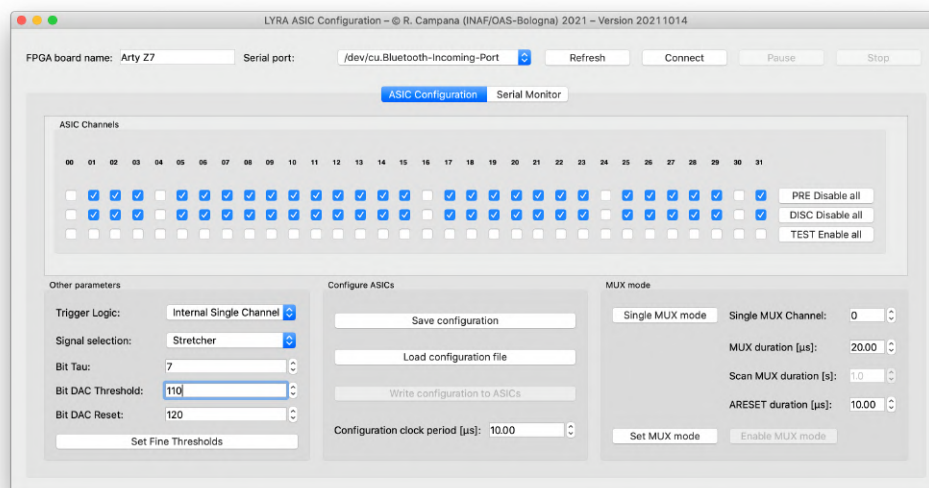 LYRA ASIC Configuration – © R. Campana (INAF/OAS-Bologna) 2021 – Version 20211014
FPGA board name: Arty Z7 Serial port: /dev/cu.Bluetooth-Incoming-Port Refresh Connect Pause Stop
ASIC Configuration Serial Monitor
ASIC Channels
00 01 02 03 04 05 06 07 08 09 10 11 12 13 14 15 16 17 18 19 20 21 22 23 24 25 26 27 28 29 30 31
PRE Disable all
DISC Disable all
TEST Enable all
Other parameters
Trigger Logic: Internal Single Channel
Signal selection: Stretcher
Bit Tau: 7
Bit DAC Threshold: 110
Bit DAC Reset: 120
Set Fine Thresholds
Configure ASICs
Save configuration
Load configuration file
Write configuration to ASICs
Configuration clock period [µs]: 10.00
MUX mode
Single MUX mode Single MUX Channel: 0
MUX duration [µs]: 20.00
Scan MUX duration [s]: 1.0
ARESET duration [µs]: 10.00
Set MUX mode Enable MUX mode